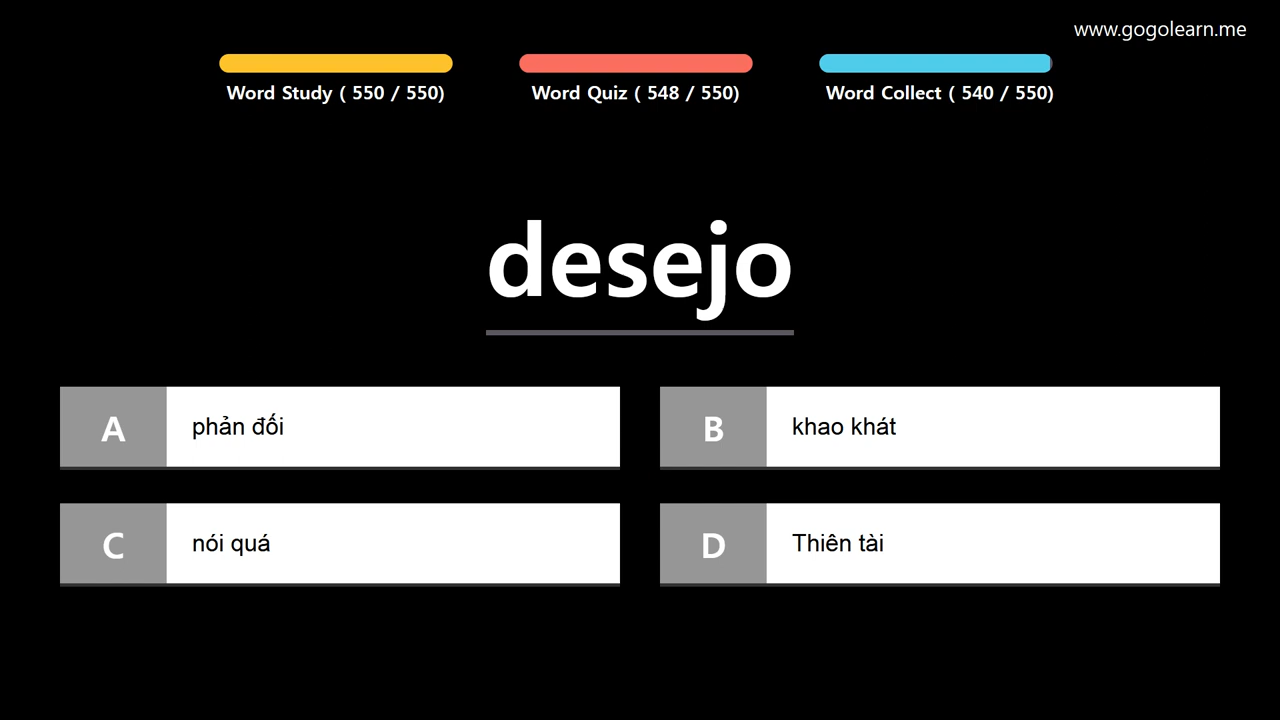 www.gogolearn.me
Word Study ( 550 / 550)
Word Quiz ( 548 / 550)
Word Collect ( 540 / 550)
desejo
A phản đối
B khao khát
C nói quá
D Thiên tài